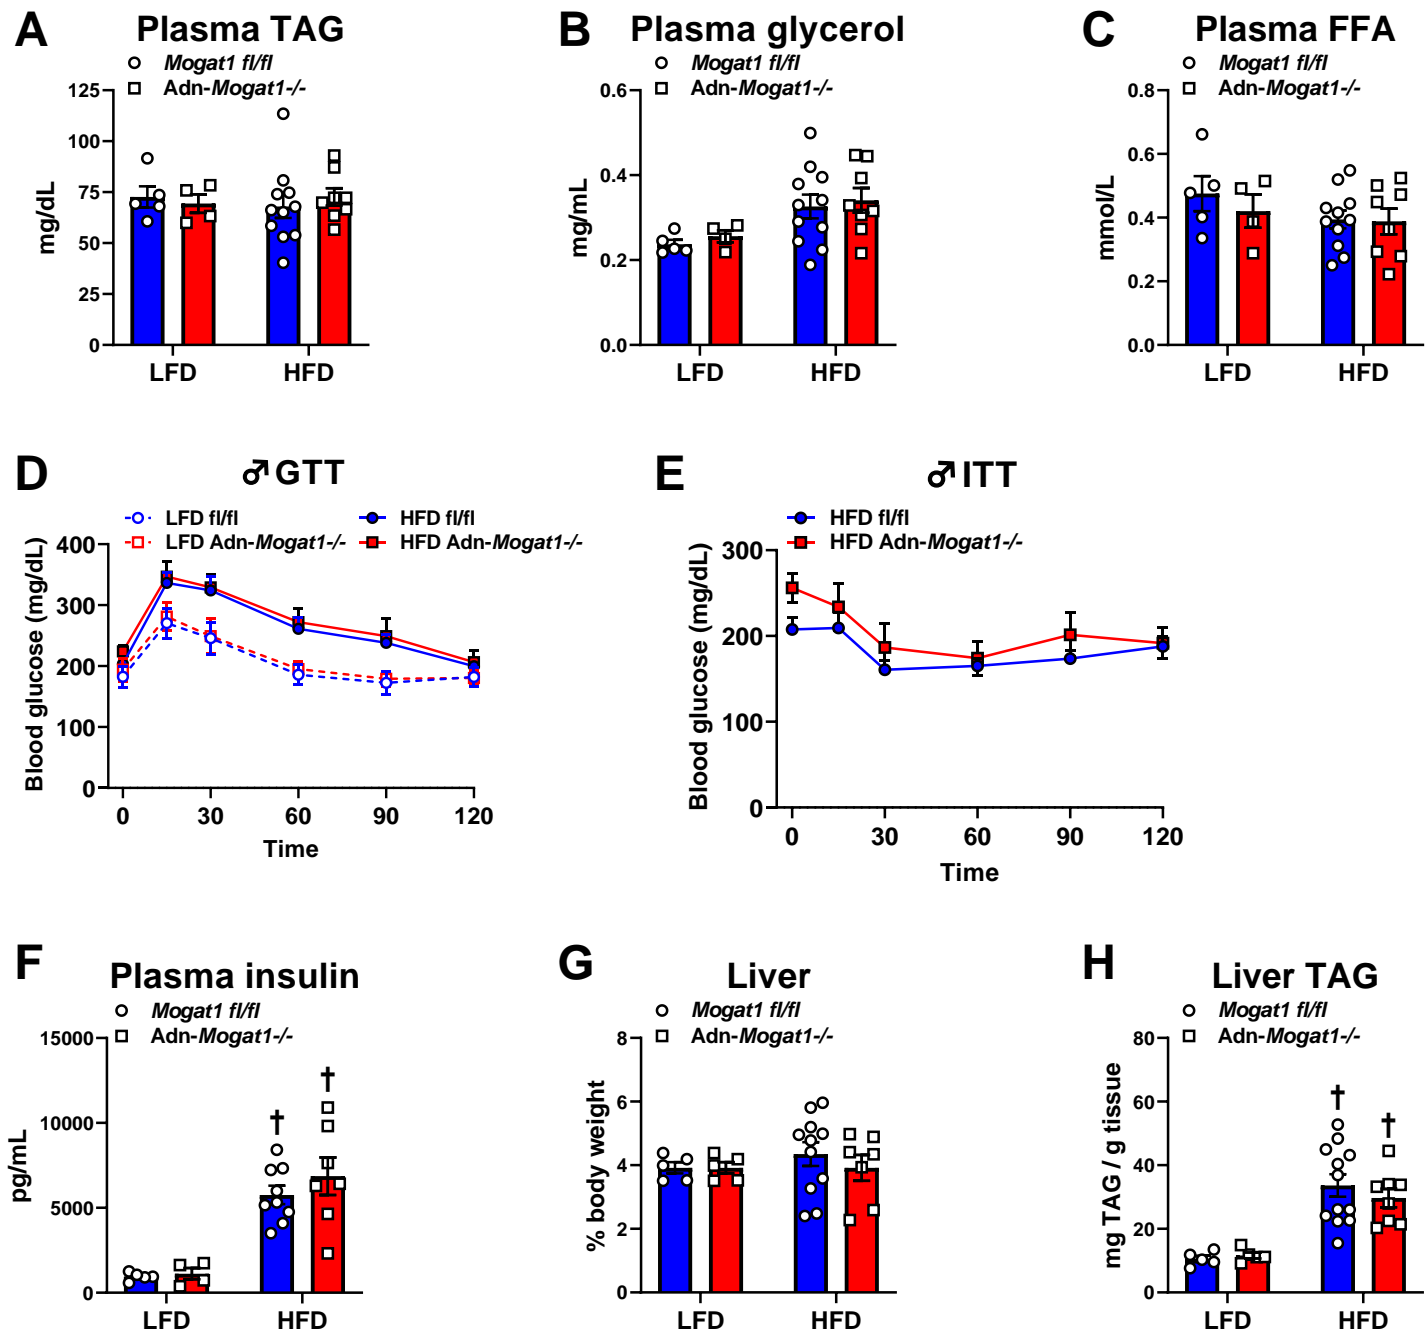 A Plasma TAG
Mogat1 fl/fl
Adn-Mogat1-/-
125
100
75
50
25
0
mg/dL
LFD HFD
B Plasma glycerol
Mogat1 fl/fl
Adn-Mogat1-/-
0.6
0.4
0.2
0.0
mg/mL
LFD HFD
C Plasma FFA
Mogat1 fl/fl
Adn-Mogat1-/-
0.8
0.6
0.4
0.2
0.0
mmol/L
LFD HFD
D ♂GTT
LFD fl/fl HFD fl/fl
LFD Adn-Mogat1-/- HFD Adn-Mogat1-/-
400
300
200
100
0
Blood glucose (mg/dL)
0 30 60 90 120
Time
E ♂ITT
HFD fl/fl
HFD Adn-Mogat1-/-
300
200
100
0
Blood glucose (mg/dL)
0 30 60 90 120
Time
F Plasma insulin
Mogat1 fl/fl
Adn-Mogat1-/-
15000
10000
5000
0
pg/mL
† †
LFD HFD
G Liver
Mogat1 fl/fl
Adn-Mogat1-/-
8
6
4
2
0
% body weight
LFD HFD
H Liver TAG
Mogat1 fl/fl
Adn-Mogat1-/-
80
60
40
20
0
mg TAG / g tissue
† †
LFD HFD